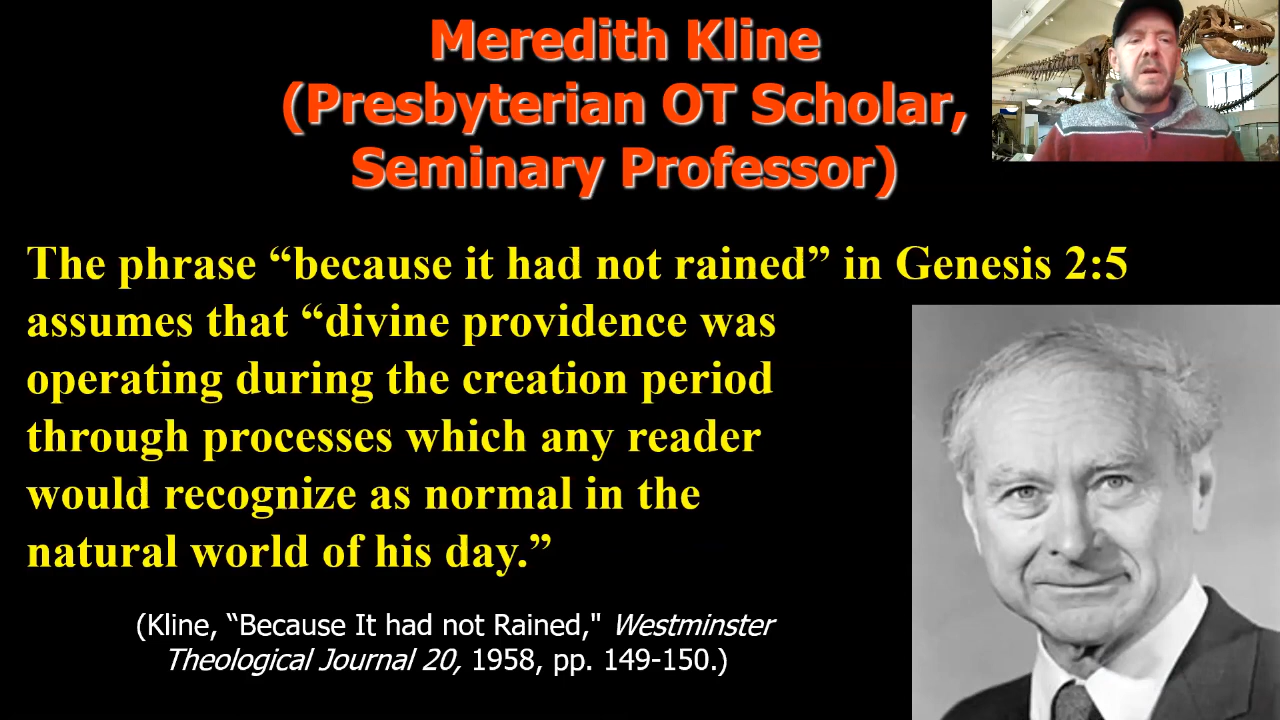 Meredith Kline
(Presbyterian OT Scholar,
Seminary Professor)
The phrase “because it had not rained” in Genesis 2:5
assumes that “divine providence was
operating during the creation period
through processes which any reader
would recognize as normal in the
natural world of his day.”
(Kline, “Because It had not Rained," Westminster
Theological Journal 20, 1958, pp. 149-150.)